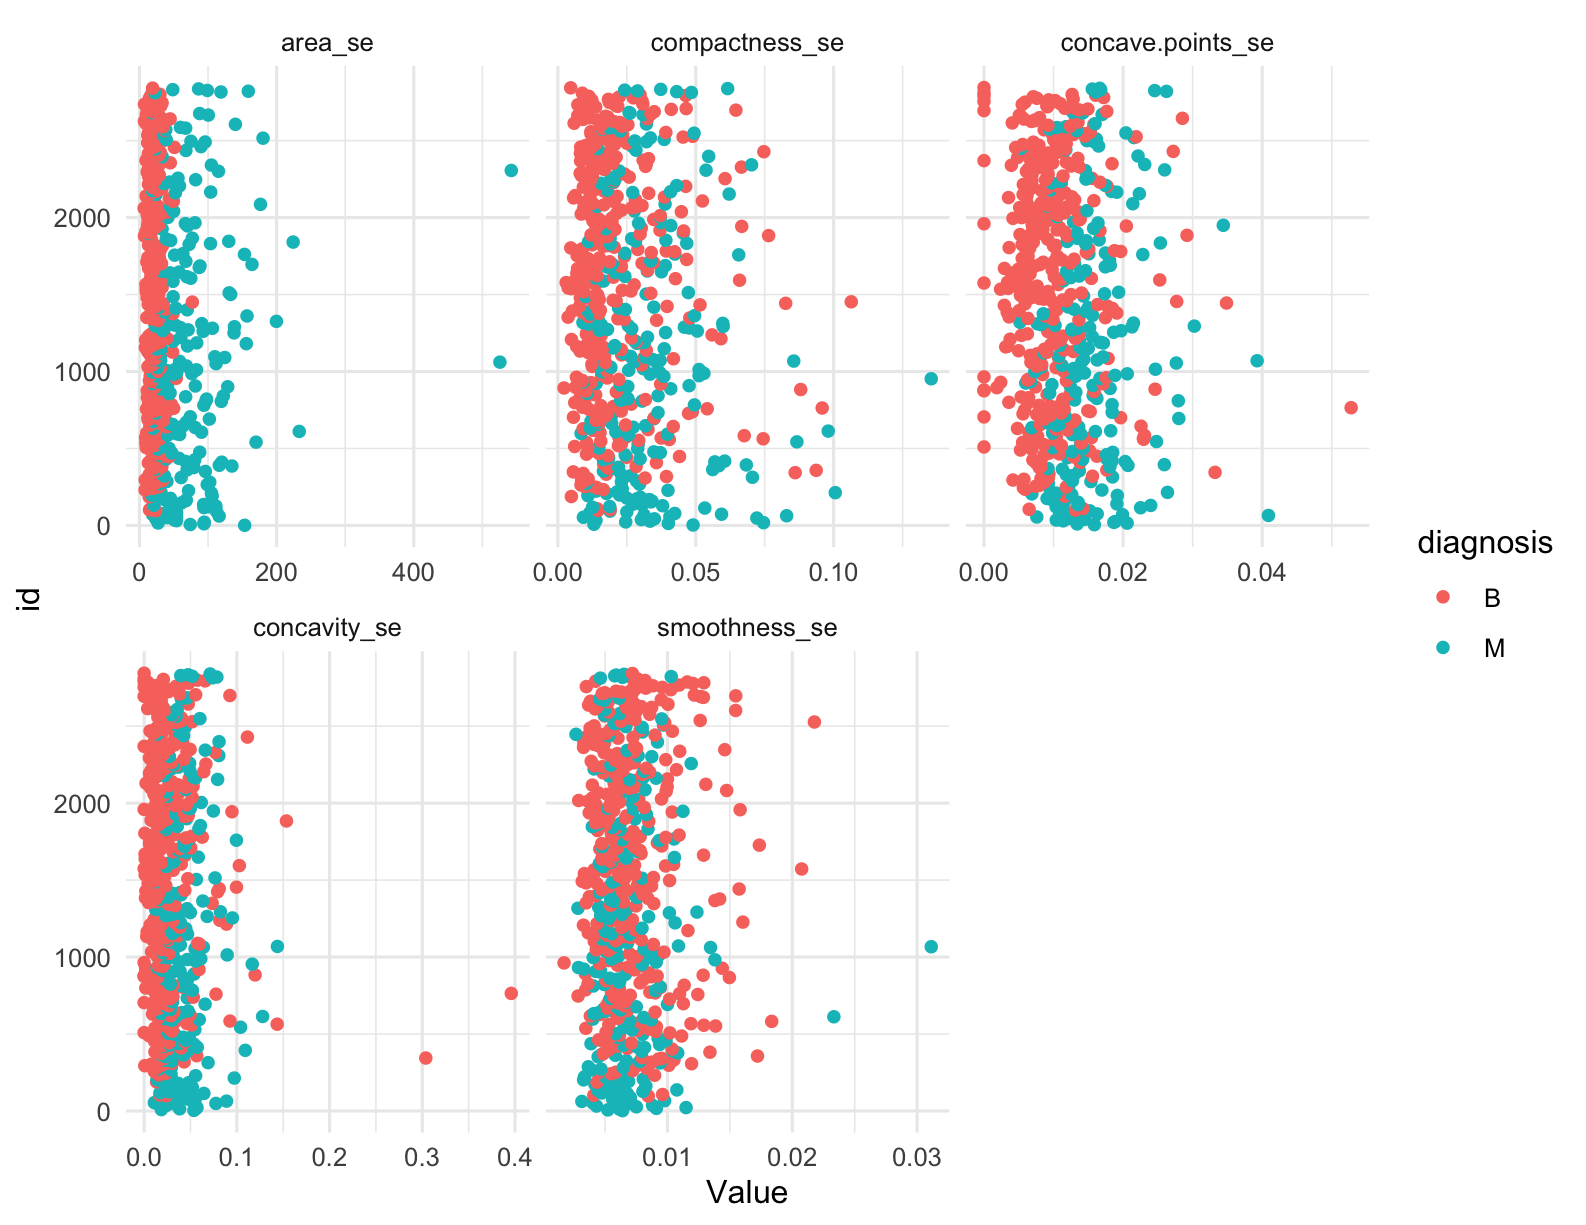 area_se compactness_se concave.points_se
2000
1000
0
0 200 400 0.00 0.05 0.10 0.00 0.02 0.04
id
diagnosis
B
M
concavity_se smoothness_se
2000
1000
0
0.0 0.1 0.2 0.3 0.4 0.01 0.02 0.03
Value